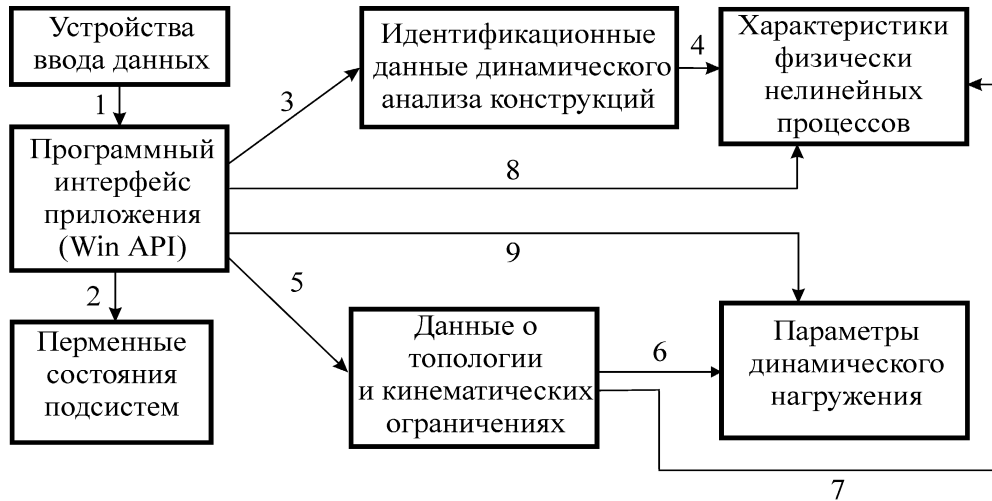 Устройства
ввода данных
1
Программный
интерфейс
приложения
(Win API)
2
Перменные
состояния
подсистем
3
Идентификационные
данные динамического
анализа конструкций
4
Характеристики
физически
нелинейных
процессов
8
9
5
Данные о
топологии
и кинематических
ограничениях
6
Параметры
динамического
нагружения
7